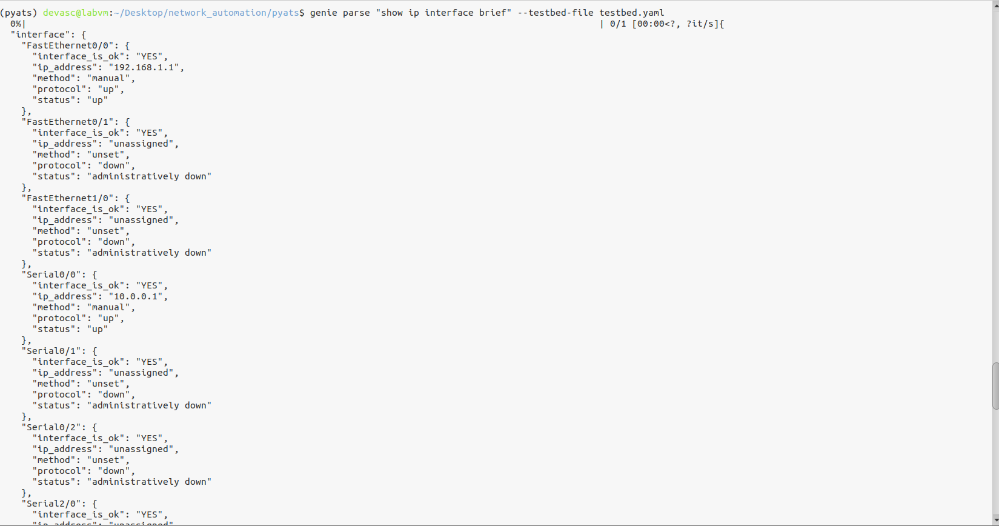 (pyats) devasc@labvm:~/Desktop/network_automation/pyats$ genie parse "show ip interface brief" --testbed-file testbed.yaml
  0%|                                                                                                          | 0/1 [00:00<?, ?it/s]{
  "interface": {
    "FastEthernet0/0": {
      "interface_is_ok": "YES",
      "ip_address": "192.168.1.1",
      "method": "manual",
      "protocol": "up",
      "status": "up"
    },
    "FastEthernet0/1": {
      "interface_is_ok": "YES",
      "ip_address": "unassigned",
      "method": "unset",
      "protocol": "down",
      "status": "administratively down"
    },
    "FastEthernet1/0": {
      "interface_is_ok": "YES",
      "ip_address": "unassigned",
      "method": "unset",
      "protocol": "down",
      "status": "administratively down"
    },
    "Serial0/0": {
      "interface_is_ok": "YES",
      "ip_address": "10.0.0.1",
      "method": "manual",
      "protocol": "up",
      "status": "up"
    },
    "Serial0/1": {
      "interface_is_ok": "YES",
      "ip_address": "unassigned",
      "method": "unset",
      "protocol": "down",
      "status": "administratively down"
    },
    "Serial0/2": {
      "interface_is_ok": "YES",
      "ip_address": "unassigned",
      "method": "unset",
      "protocol": "down",
      "status": "administratively down"
    },
    "Serial2/0": {
      "interface_is_ok": "YES",